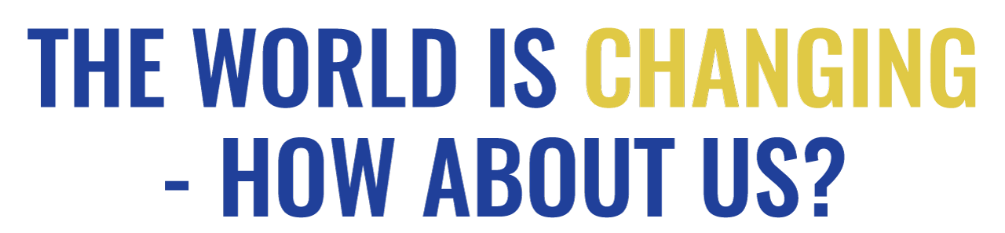 THE WORLD IS CHANGING
- HOW ABOUT US?